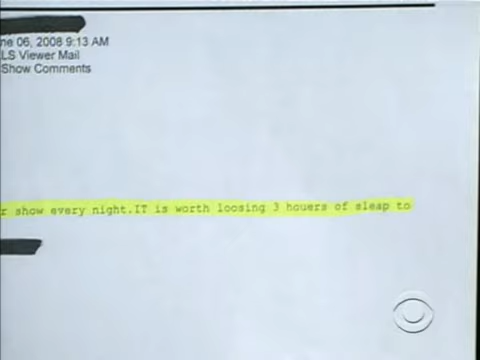 ne 06, 2008 9:13 AM
LS Viewer Mail
Show Comments
r show every night.IT is worth loosing 3 houers of sleap to